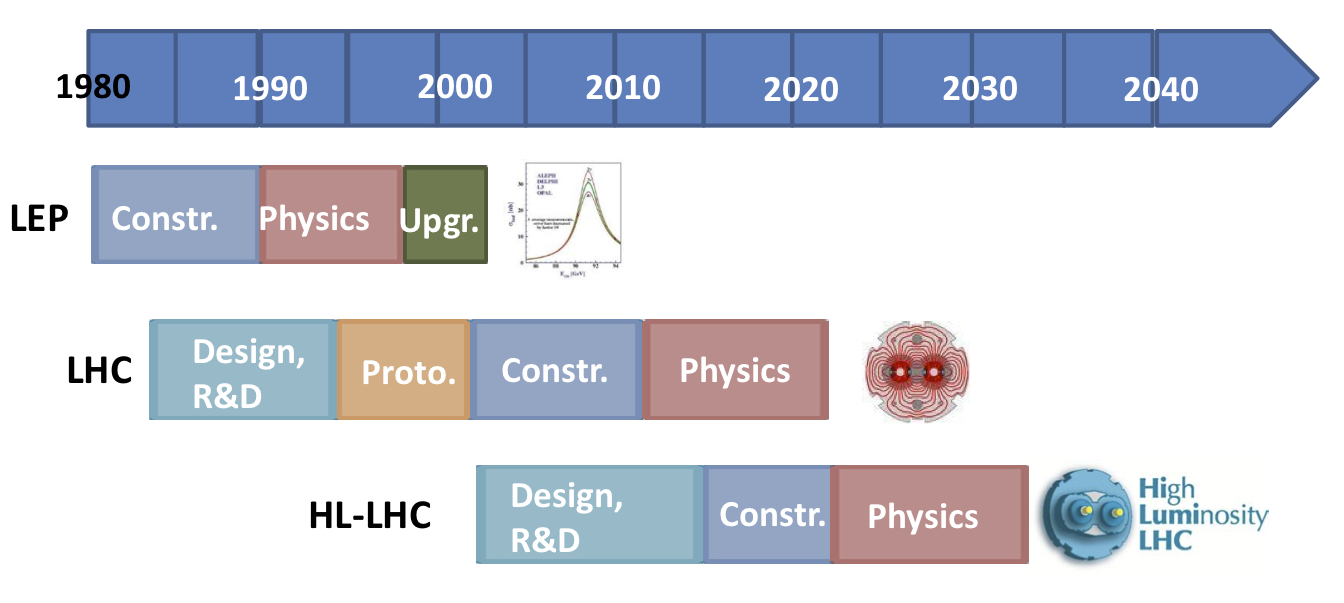 1980 1990 2000 2010 2020 2030 2040
LEP Constr. Physics Upgr.
ALEPH
DELPHI
L3
OPAL
LHC
Design,
R&D
Proto. Constr. Physics
HL-LHC
Design,
R&D
Constr. Physics
High
Luminosity
LHC